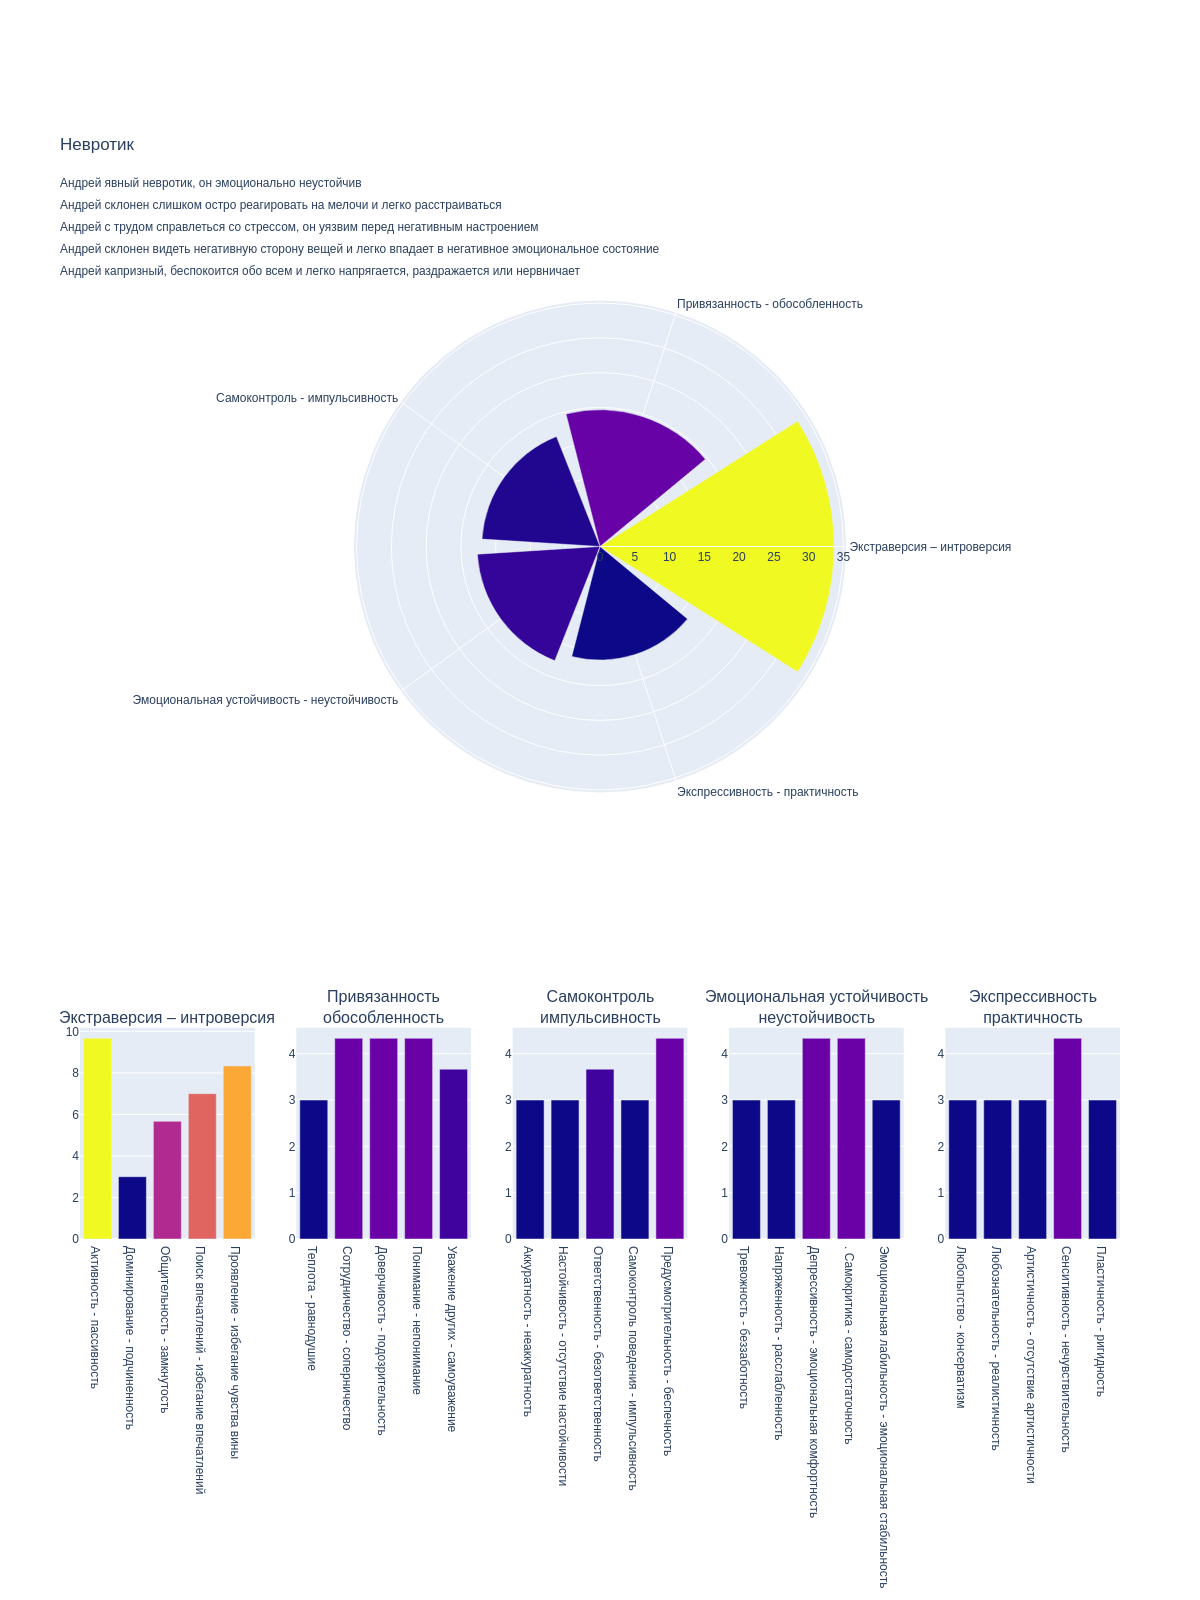 Невротик
Андрей явный невротик, он эмоционально неустойчив
Андрей склонен слишком остро реагировать на мелочи и легко расстраиваться
Андрей с трудом справлеться со стрессом, он уязвим перед негативным настроением
Андрей склонен видеть негативную сторону вещей и легко впадает в негативное эмоциональное состояние
Андрей капризный, беспокоится обо всем и легко напрягается, раздражается или нервничает
Привязанность - обособленность
Самоконтроль - импульсивность
Экстраверсия – интроверсия
0 5 10 15 20 25 30 35
Эмоциональная устойчивость - неустойчивость
Экспрессивность - практичность
Экстраверсия – интроверсия
10
8
6
4
2
0
Активность - пассивность
Доминирование - подчиненность
Общительность - замкнутость
Поиск впечатлений - избегание впечатлений
Проявление - избегание чувства вины
Привязанность
обособленность
4
3
2
1
0
Теплота - равнодушие
Сотрудничество - соперничество
Доверчивость - подозрительность
Понимание - непонимание
Уважение других - самоуважение
Самоконтроль
импульсивность
4
3
2
1
0
Аккуратность - неаккуратность
Настойчивость - отсутствие настойчивости
Ответственность - безответственность
Самоконтроль поведения - импульсивность
Предусмотрительность - беспечность
Эмоциональная устойчивость
неустойчивость
4
3
2
1
0
Тревожность - беззаботность
Напряженность - расслабленность
Депрессивность - эмоциональная комфортность
. Самокритика - самодостаточность
Эмоциональная лабильность - эмоциональная стабильность
Экспрессивность
практичность
4
3
2
1
0
Любопытство - консерватизм
Любознательность - реалистичность
Артистичность - отсутствие артистичности
Сенситивность - нечувствительность
Пластичность - ригидность